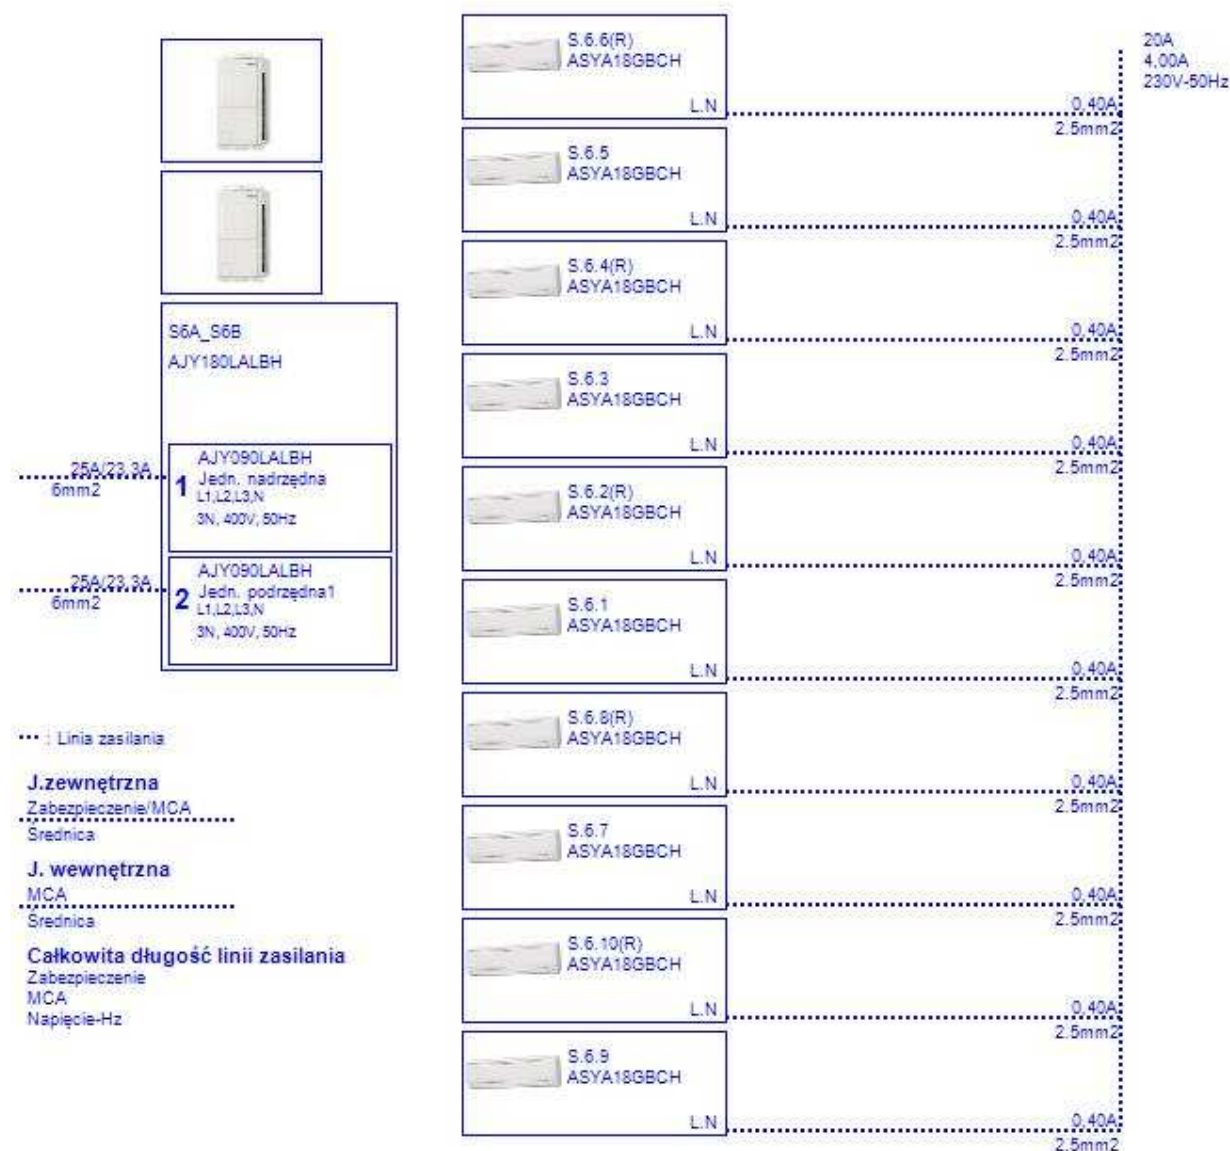 S6A_S6B
AJY180LALBH
25A/23,3A
6mm2
1
AJY090LALBH
Jedn. nadrzędna
L1,L2,L3,N
3N, 400V, 50Hz
25A/23,3A
6mm2
2
AJY090LALBH
Jedn. podrzędna1
L1,L2,L3,N
3N, 400V, 50Hz
: Linia zasilania
J.zewnętrzna
Zabezpieczenie/MCA
Średnica
J. wewnętrzna
MCA
Średnica
Całkowita długość linii zasilania
Zabezpieczenie
MCA
Napięcie-Hz
S.6.6(R)
ASYA18GBCH
L.N
0,40A
2.5mm2
S.6.5
ASYA18GBCH
L.N
0,40A
2.5mm2
S.6.4(R)
ASYA18GBCH
L.N
0,40A
2.5mm2
S.6.3
ASYA18GBCH
L.N
0,40A
2.5mm2
S.6.2(R)
ASYA18GBCH
L.N
0,40A
2.5mm2
S.6.1
ASYA18GBCH
L.N
0,40A
2.5mm2
S.6.8(R)
ASYA18GBCH
L.N
0,40A
2.5mm2
S.6.7
ASYA18GBCH
L.N
0,40A
2.5mm2
S.6.10(R)
ASYA18GBCH
L.N
0,40A
2.5mm2
S.6.9
ASYA18GBCH
L.N
0,40A
2.5mm2
20A
4,00A
230V-50Hz